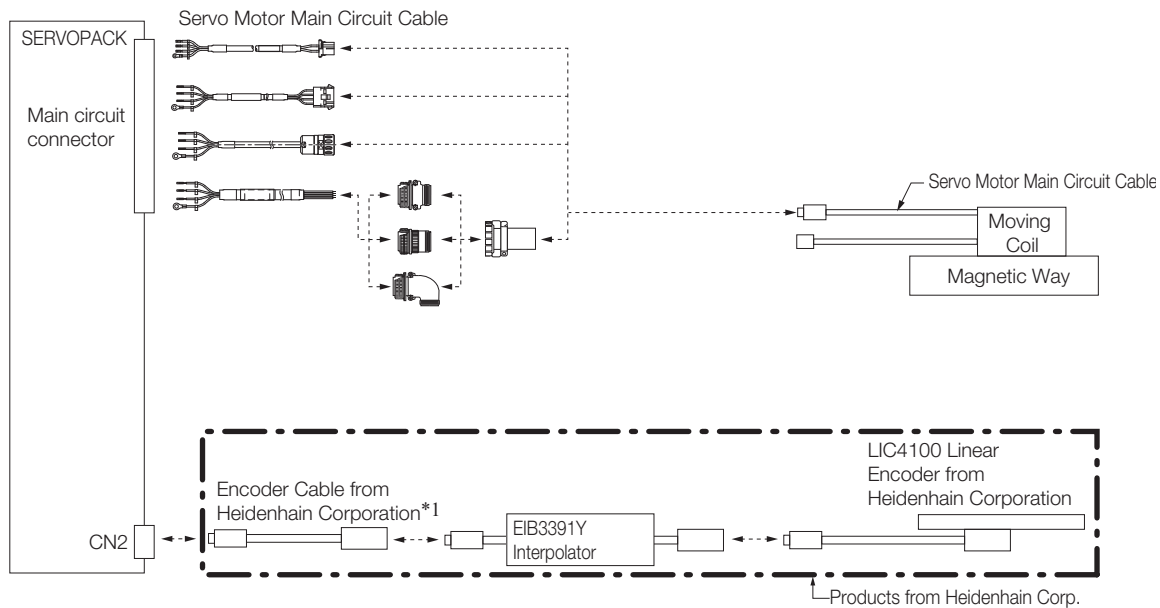 Servo Motor Main Circuit Cable
SERVOPACK
Main circuit
connector
Servo Motor Main Circuit Cable
Moving
Coil
Magnetic Way
LIC4100 Linear
Encoder from
Heidenhain Corporation
Encoder Cable from
Heidenhain Corporation*1
EIB3391Y
Interpolator
CN2
Products from Heidenhain Corp.